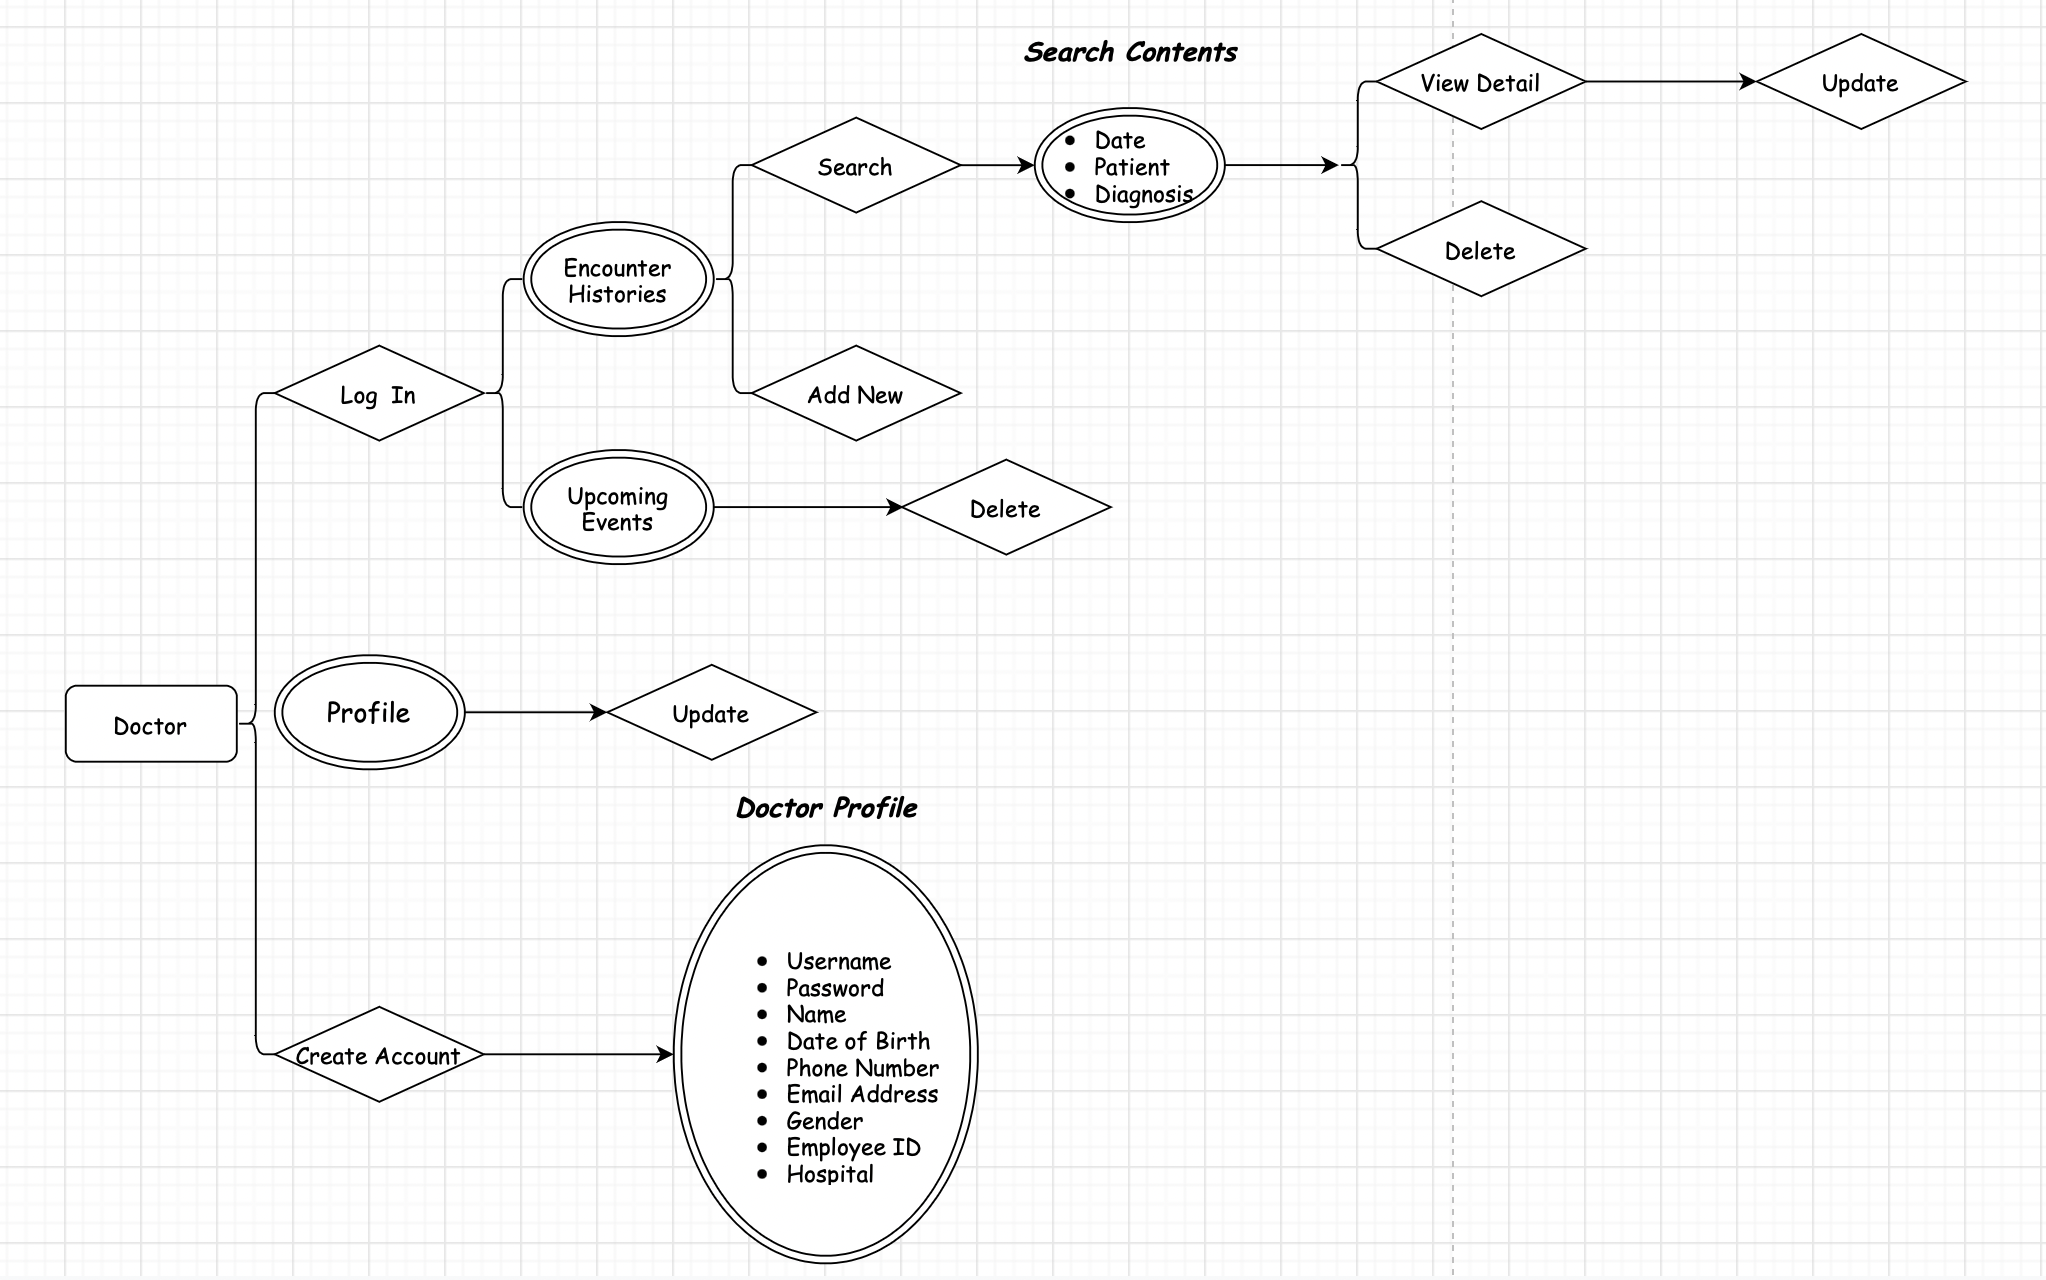 Search Contents
View Detail
Update
Search
• Date
• Patient
• Diagnosis
Delete
Encounter
Histories
Log In
Add New
Upcoming
Events
Delete
Doctor
Profile
Update
Doctor Profile
• Username
• Password
• Name
• Date of Birth
• Phone Number
• Email Address
• Gender
• Employee ID
• Hospital
Create Account